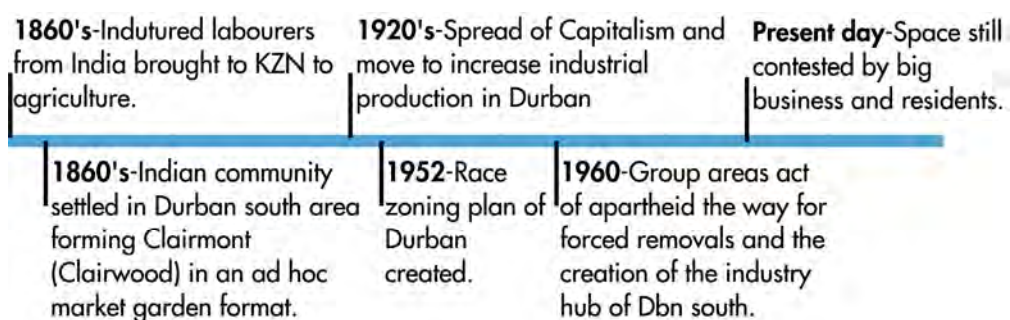 1860's-Indutured labourers
from India brought to KZN to
agriculture.
1920's-Spread of Capitalism and
move to increase industrial
production in Durban
Present day-Space still
contested by big
business and residents.
1860's-Indian community
settled in Durban south area
forming Clairmont
(Clairwood) in an ad hoc
market garden format.
1952-Race
zoning plan of
Durban
created.
1960-Group areas act
of apartheid the way for
forced removals and the
creation of the industry
hub of Dbn south.